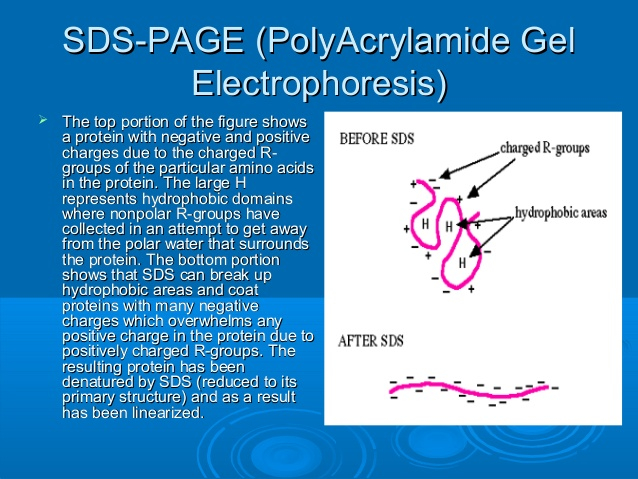 SDS-PAGE (PolyAcrylamide Gel
Electrophoresis)
The top portion of the figure shows
a protein with negative and positive
charges due to the charged R-
groups of the particular amino acids
in the protein. The large H
represents hydrophobic domains
where nonpolar R-groups have
collected in an attempt to get away
from the polar water that surrounds
the protein. The bottom portion
shows that SDS can break up
hydrophobic areas and coat
proteins with many negative
charges which overwhelms any
positive charge in the protein due to
positively charged R-groups. The
resulting protein has been
denatured by SDS (reduced to its
primary structure) and as a result
has been linearized.
BEFORE SDS
charged R-groups
hydrophobic areas
H
H
H
AFTER SDS